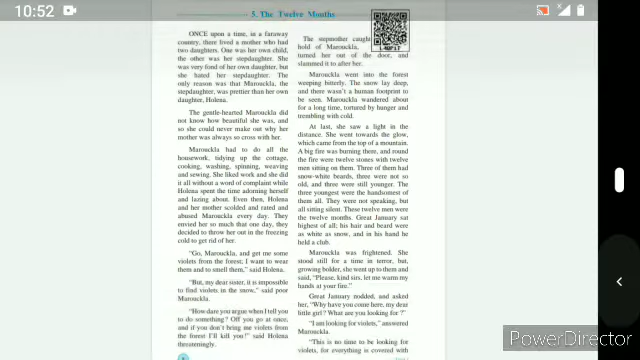 10:52
5. The Twelve Months
ONCE upon a time, in a faraway
country, there lived a mother who had
two daughters. One was her own child,
the other was her stepdaughter. She
was very fond of her own daughter, but
she hated her stepdaughter. The
only reason was that Marouckla, the
stepdaughter, was prettier than her own
daughter, Holena.
The gentle-hearted Marouckla did
not know how beautiful she was, and
so she could never make out why her
mother was always so cross with her.
Marouckla had to do all the
housework, tidying up the cottage,
cooking, washing, spinning, weaving
and sewing. She liked work and she did
it all without a word of complaint while
Holena spent the time adorning herself
and lazing about. Even then, Holena
and her mother scolded and rated and
abused Marouckla every day. They
envied her so much that one day, they
decided to throw her out in the freezing
cold to get rid of her.
“Go, Marouckla, and get me some
violets from the forest; I want to wear
them and to smell them,” said Holena.
“But, my dear sister, it is impossible
to find violets in the snow,” said poor
Marouckla.
“How dare you argue when I tell you
to do something? Off you go at once,
and if you don't bring me violets from
the forest I'll kill you!” said Holena
threateningly.
The stepmother caught
hold of Marouckla,
turned her out of the door, and
slammed it to after her.
Marouckla went into the forest
weeping bitterly. The snow lay deep,
and there wasn't a human footprint to
be seen. Marouckla wandered about
for a long time, tortured by hunger and
trembling with cold.
At last, she saw a light in the
distance. She went towards the glow,
which came from the top of a mountain.
A big fire was burning there, and round
the fire were twelve stones with twelve
men sitting on them. Three of them had
snow-white beards, three were not so
old, and three were still younger. The
three youngest were the handsomest of
them all. They were not speaking, but
all sitting silent. These twelve men were
the twelve months. Great January sat
highest of all; his hair and beard were
as white as snow, and in his hand he
held a club.
Marouckla was frightened. She
stood still for a time in terror, but,
growing bolder, she went up to them and
said, “Please, kind sirs, let me warm my
hands at your fire.”
Great January nodded, and asked
her, “Why have you come here, my dear
little girl? What are you looking for?”
“I am looking for violets,” answered
Marouckla.
“This is no time to be looking for
violets, for everything is covered with
PowerDirector